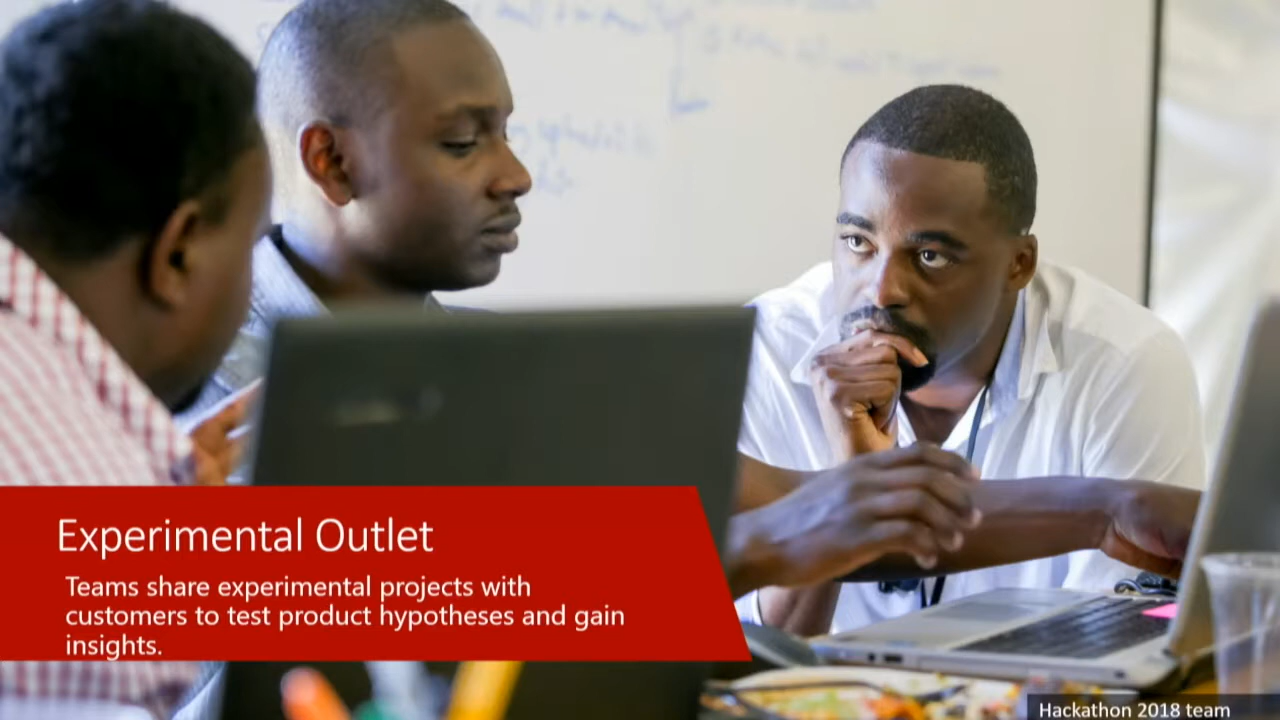 Experimental Outlet
Teams share experimental projects with
customers to test product hypotheses and gain
insights.
Hackathon 2018 team